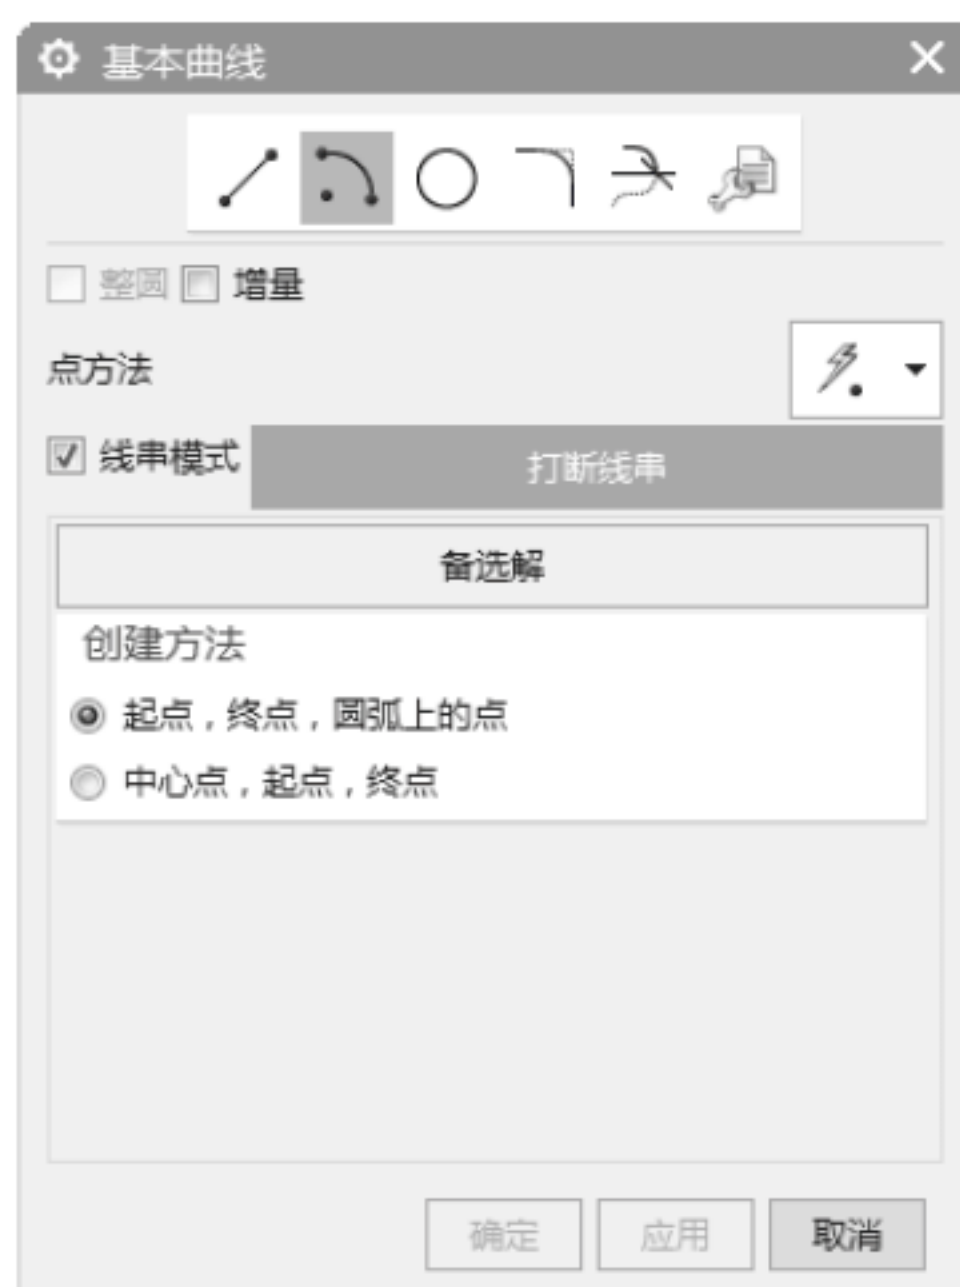 基本曲线
整圆 增量
点方法
线串模式 打断线串
备选解
创建方法
起点，终点，圆弧上的点
中心点，起点，终点
确定 应用 取消